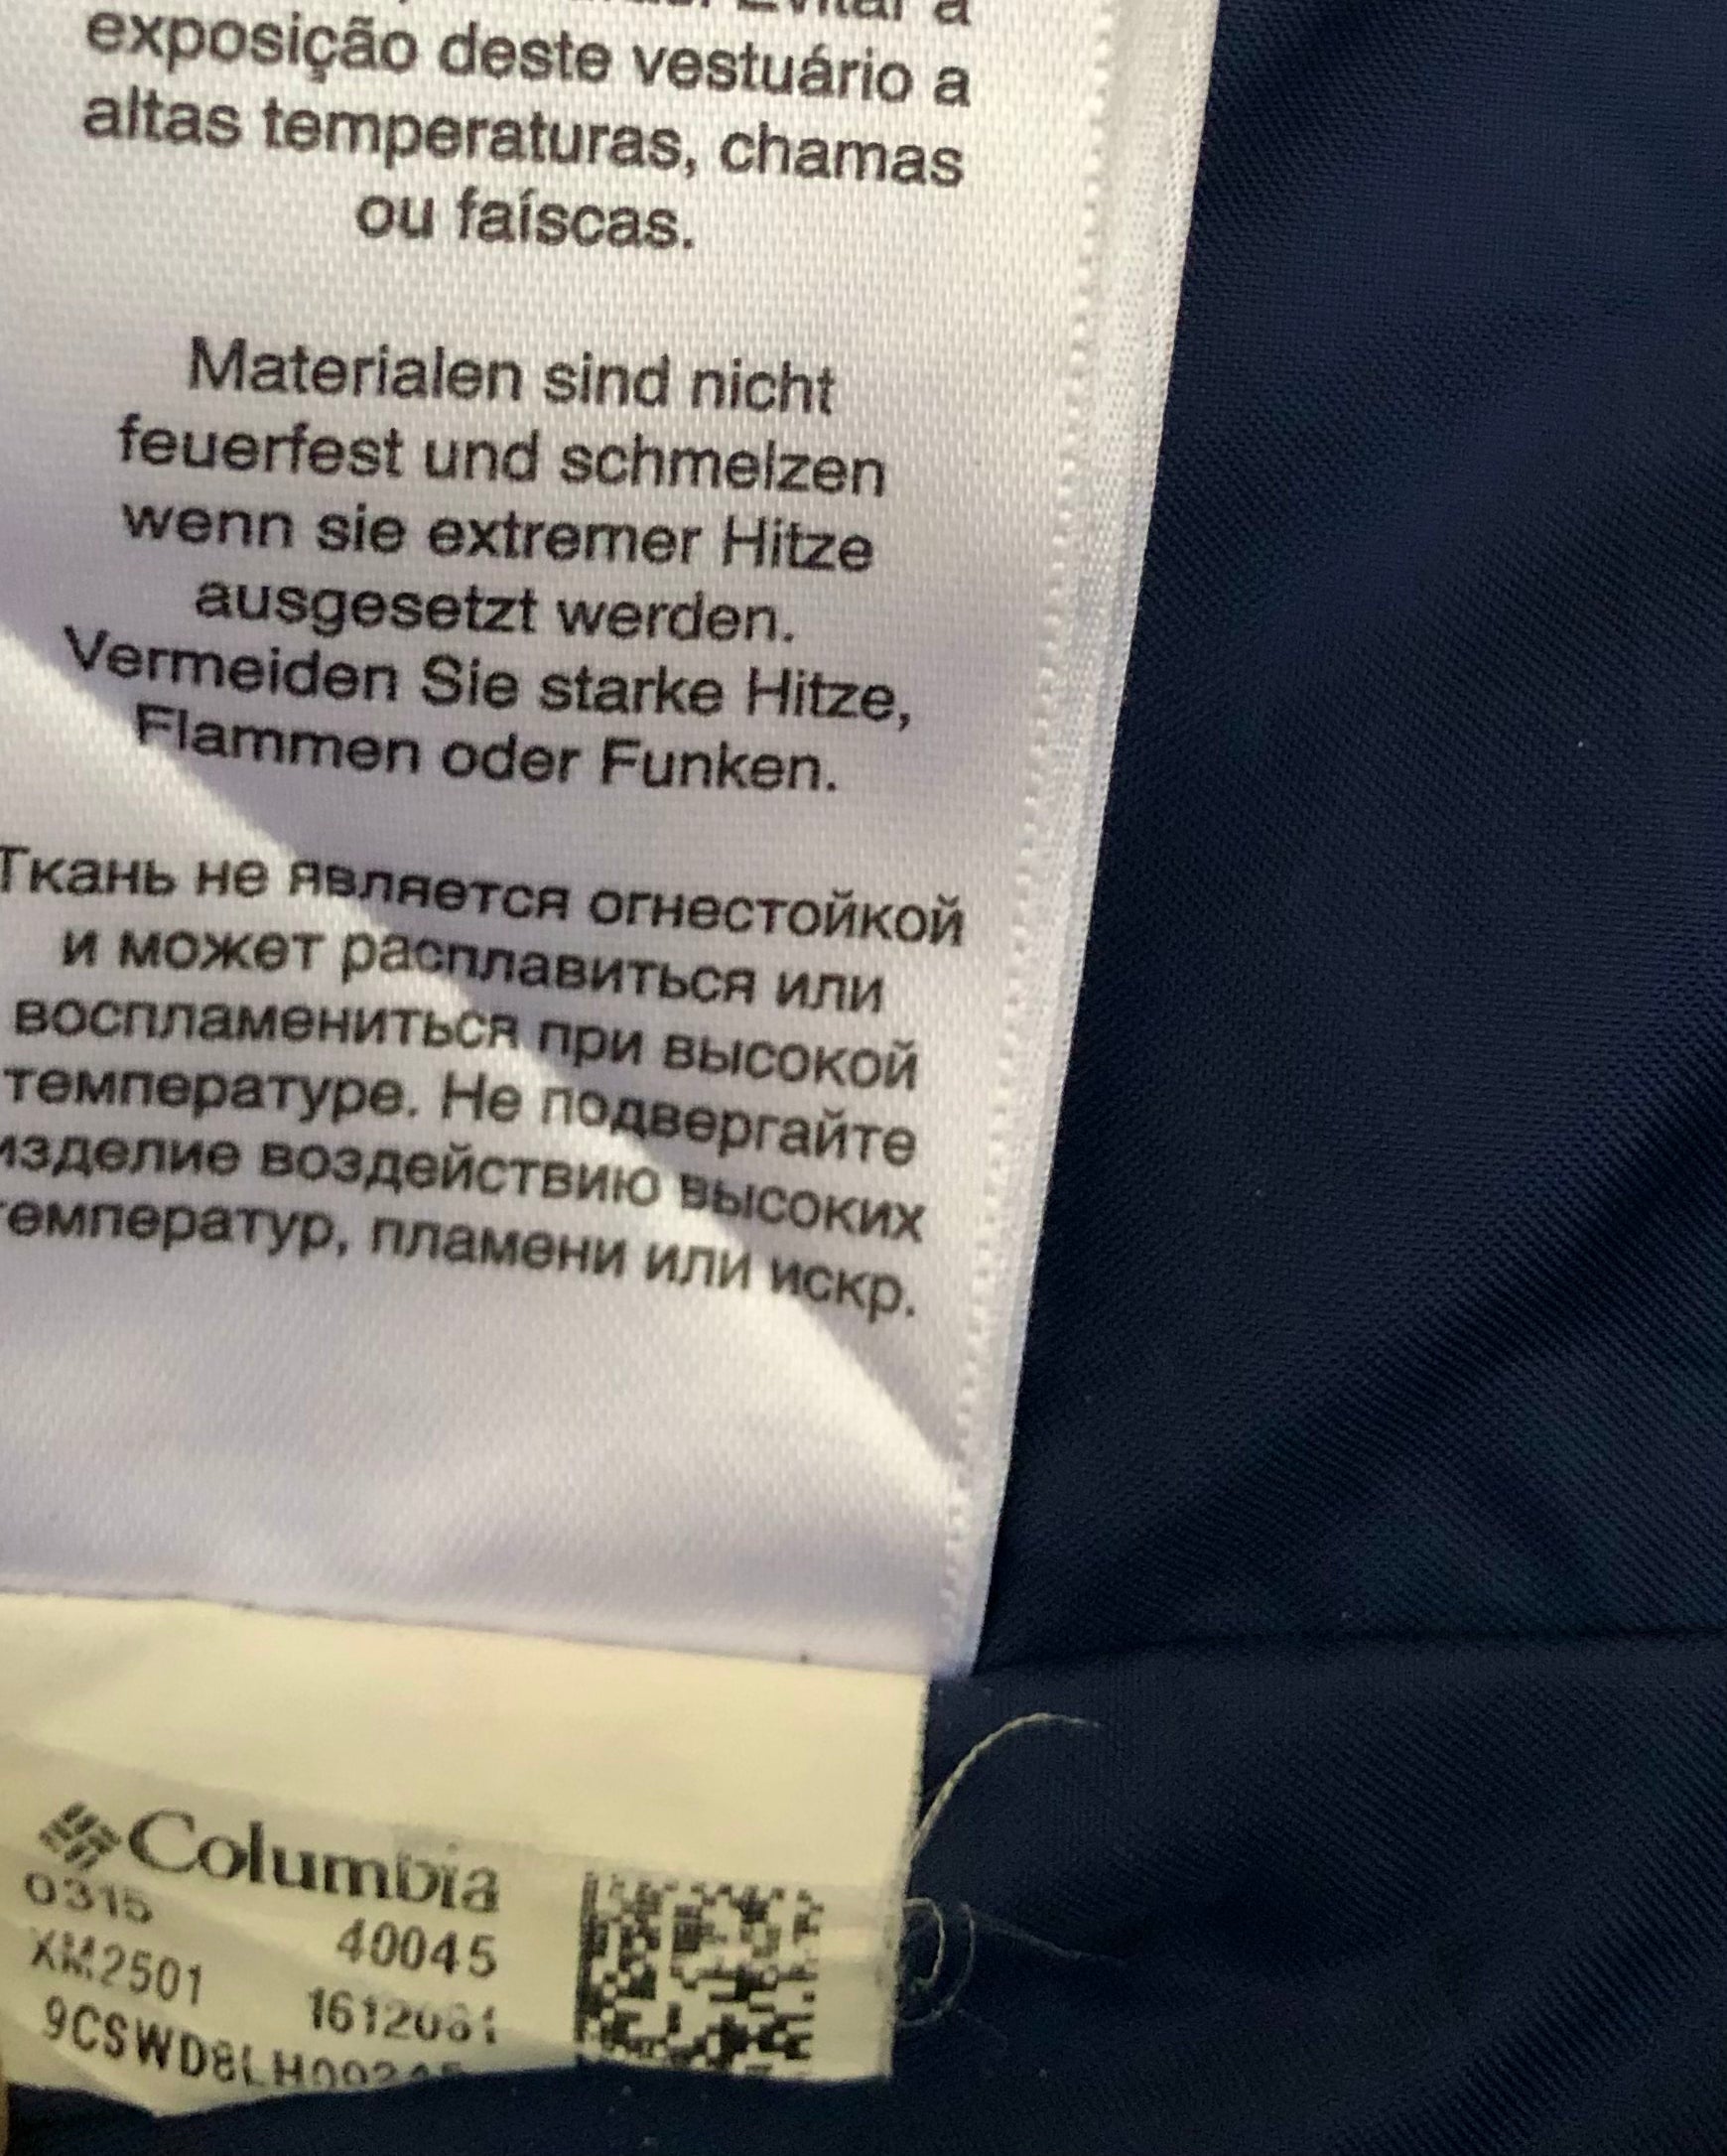 Evitar a
exposição deste vestuário a
altas temperaturas, chamas
ou faíscas.
Materialen sind nicht
feuerfest und schmelzen
wenn sie extremer Hitze
ausgesetzt werden.
Vermeiden Sie starke Hitze,
Flammen oder Funken.
Ткань не является огнестойкой
и может расплавиться или
воспламениться при высокой
температуре. Не подвергайте
изделие воздействию высоких
температур, пламени или искр.
Columbia
0315
40045
XM2501